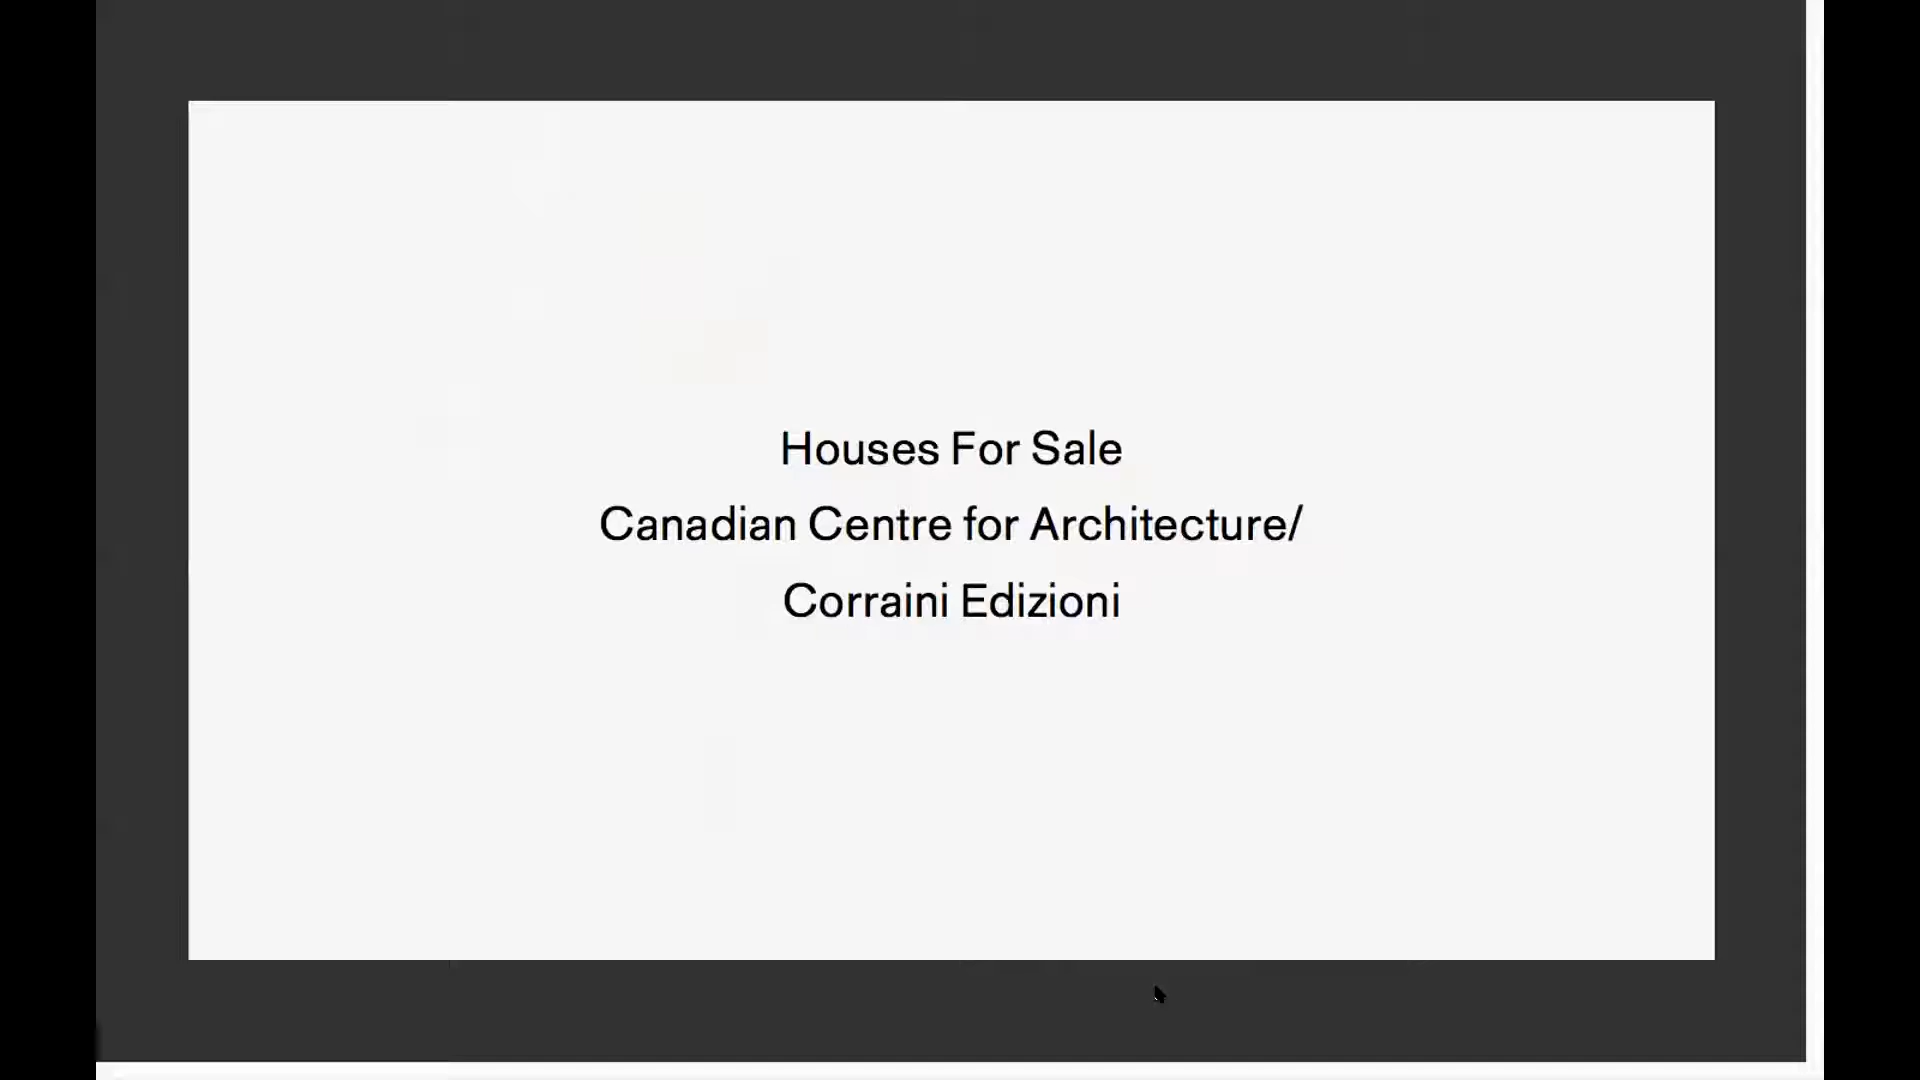 Houses For Sale
Canadian Centre for Architecture/
Corraini Edizioni